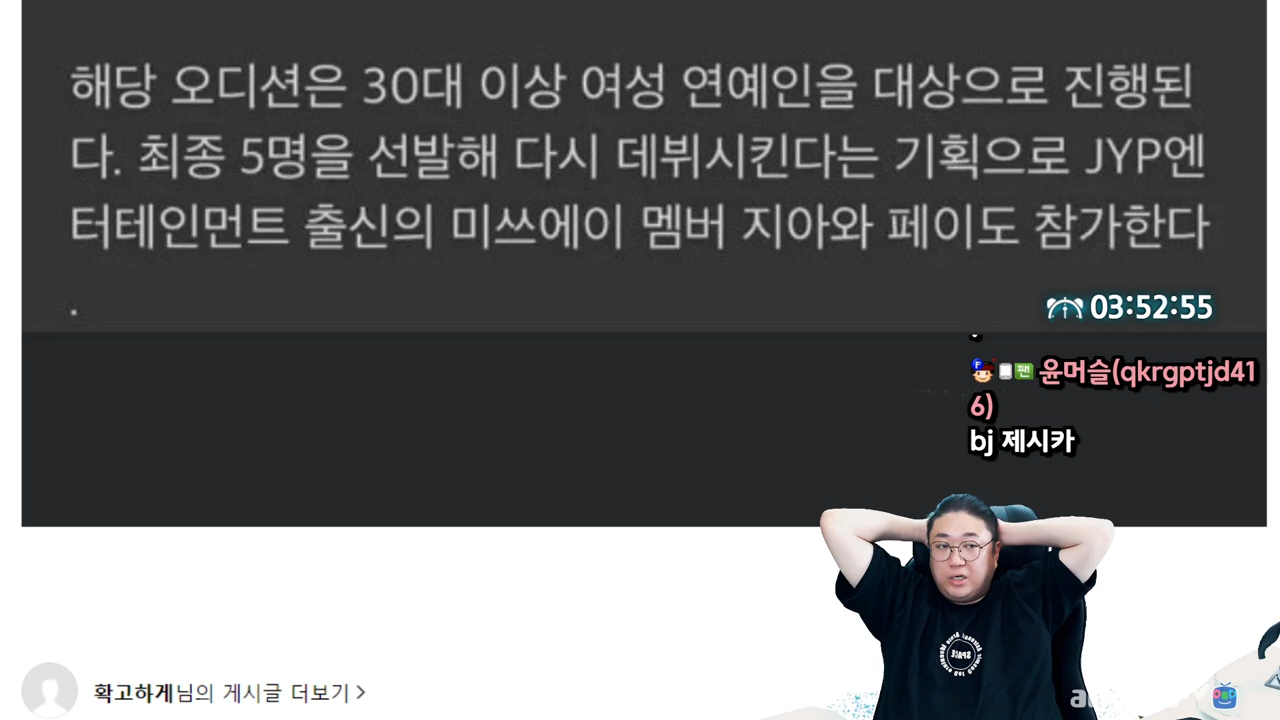 해당 오디션은 30대 이상 여성 연예인을 대상으로 진행된
다. 최종 5명을 선발해 다시 데뷔시킨다는 기획으로 JYP엔
터테인먼트 출신의 미쓰에이 멤버 지아와 페이도 참가한다
.
03:52:55
F 팬 윤머슬(qkrgptjd41
6)
bj 제시카
SPACE
확고하게님의 게시글 더보기 >